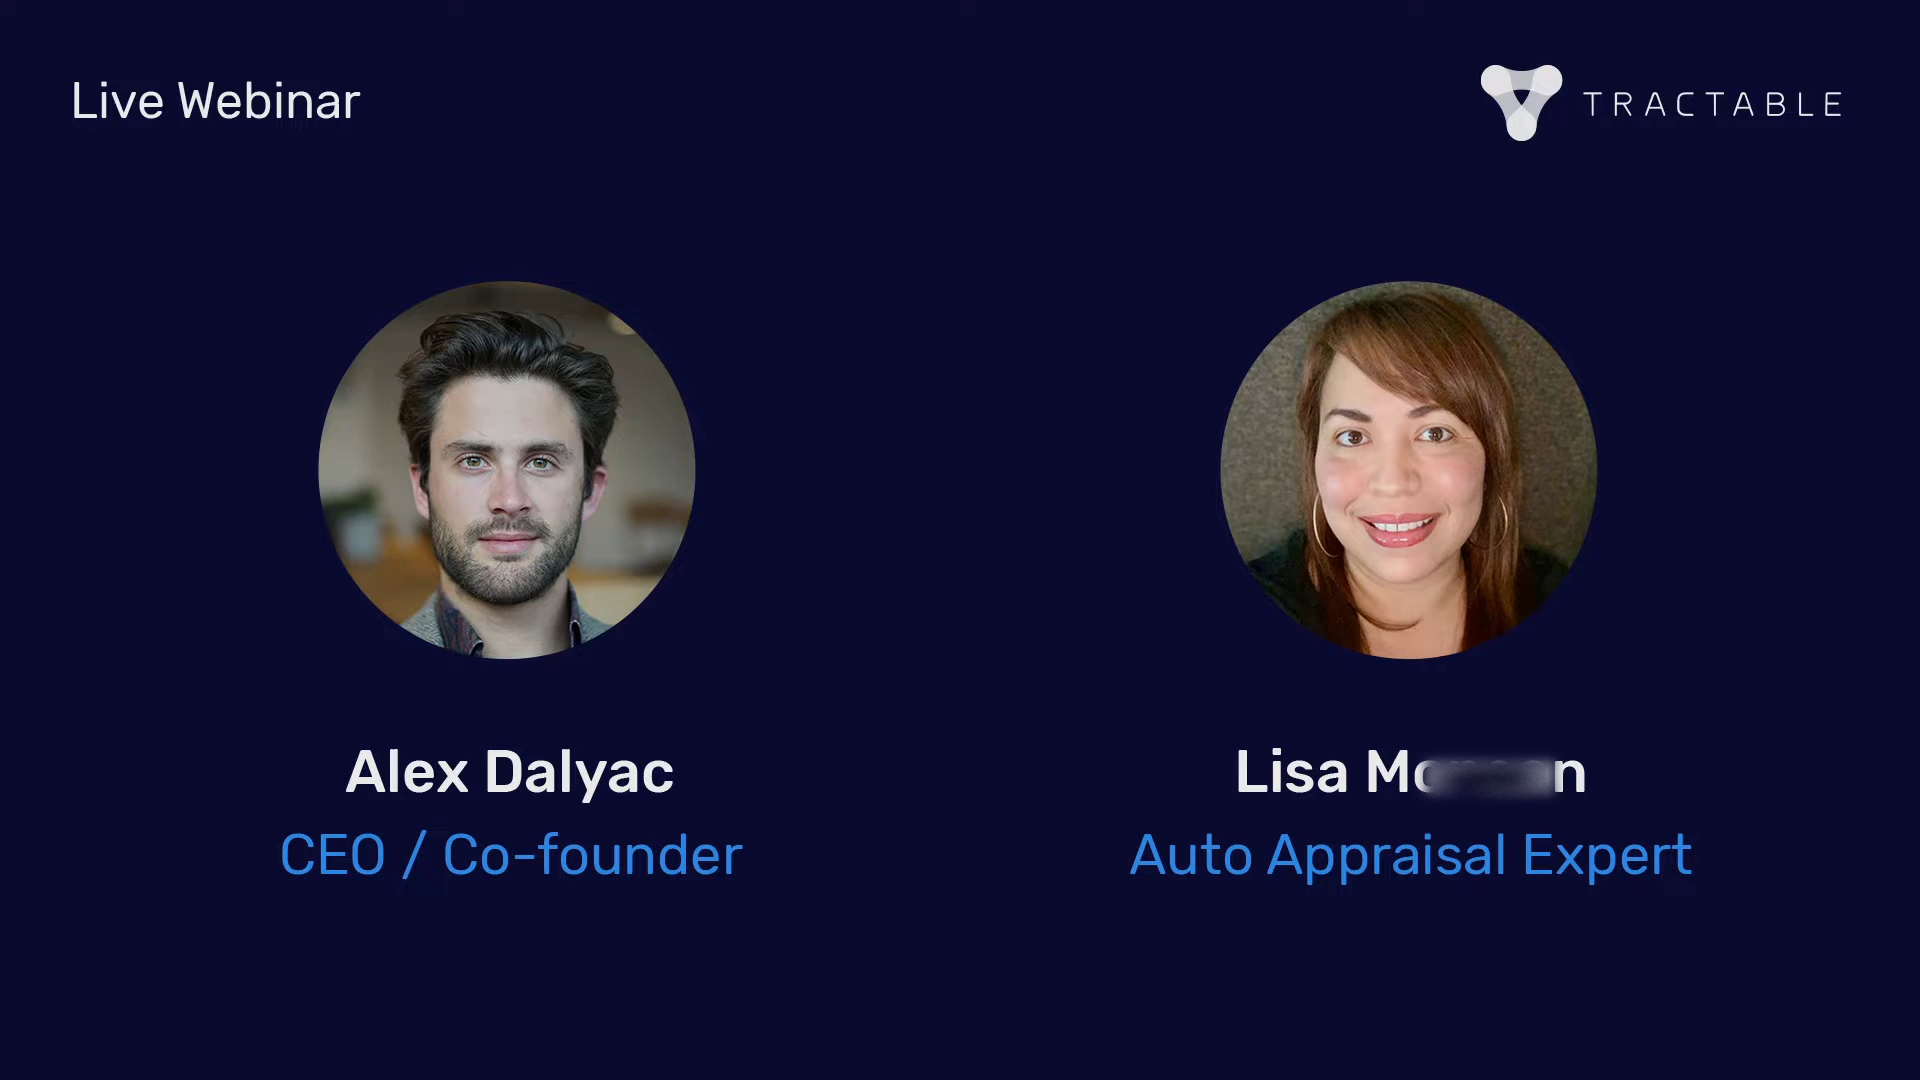 Live Webinar
TRACTABLE
Alex Dalyac
Lisa
CEO / Co-founder
Auto Appraisal Expert